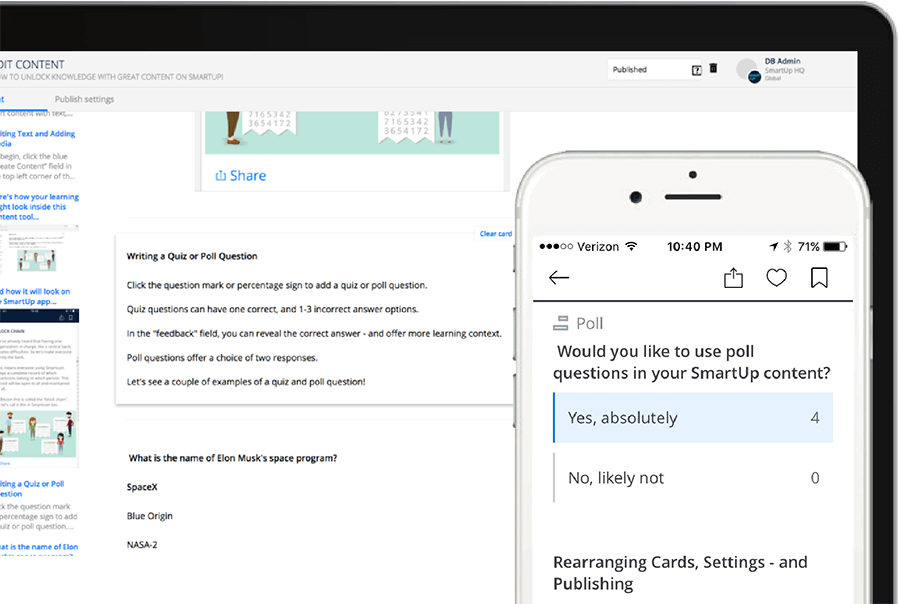 DIT CONTENT
OW TO UNLOCK KNOWLEDGE WITH GREAT CONTENT ON SMARTUP!
Published
?
DB Admin
SmartUp HQ
Global
Publish settings
ft content with text,...
iting Text and Adding
dia
begin, click the blue
eate Content" field in
top left corner of th...
re's how your learning
ght look inside this
ntent tool...
d how it will look on
e SmartUp app...
LOCK CHAIN
iting a Quiz or Poll
estion
ck the question mark
percentage sign to add
uiz or poll question....
at is the name of Elon
7165342
3654172
6273341
7165342
3654172
Share
Clear card
Writing a Quiz or Poll Question
Click the question mark or percentage sign to add a quiz or poll question.
Quiz questions can have one correct, and 1-3 incorrect answer options.
In the "feedback" field, you can reveal the correct answer - and offer more learning context.
Poll questions offer a choice of two responses.
Let's see a couple of examples of a quiz and poll question!
What is the name of Elon Musk's space program?
SpaceX
Blue Origin
NASA-2
Verizon 10:40 PM 71%
Poll
Would you like to use poll
questions in your SmartUp content?
Yes, absolutely 4
No, likely not 0
Rearranging Cards, Settings - and
Publishing